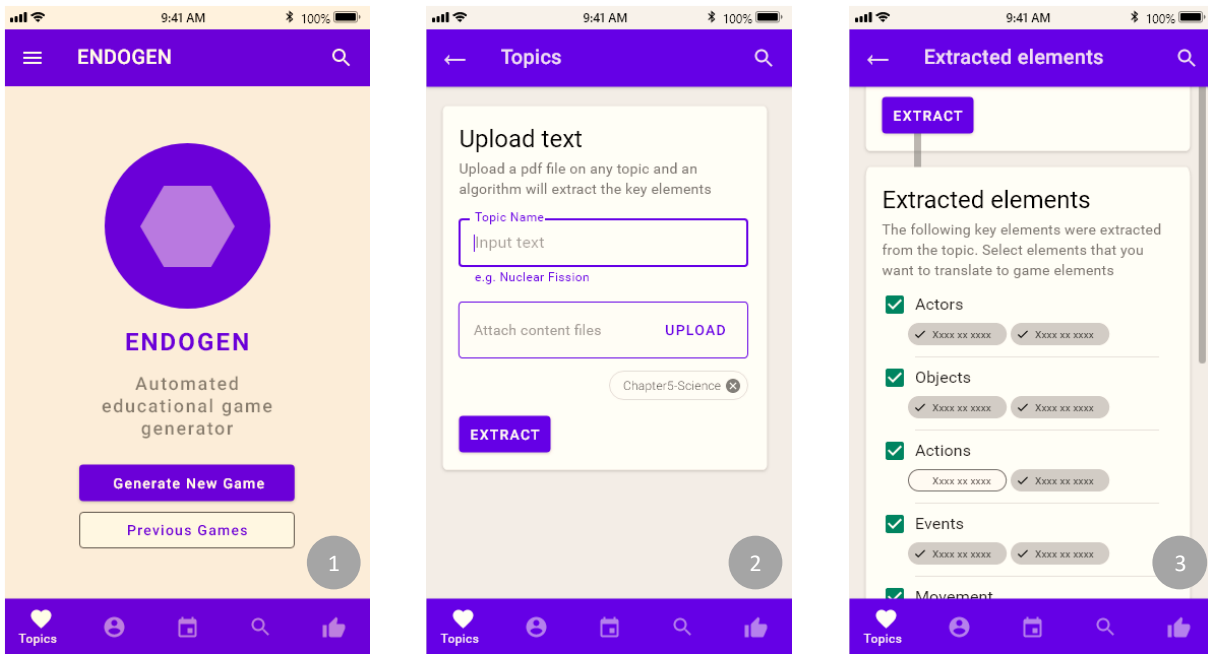 9:41 AM
100%
ENDOGEN
ENDOGEN
Automated
educational game
generator
Generate New Game
Previous Games
1
Topics
9:41 AM
100%
Topics
Upload text
Upload a pdf file on any topic and an
algorithm will extract the key elements
Topic Name
Input text
e.g. Nuclear Fission
Attach content files UPLOAD
Chapter5-Science
EXTRACT
2
Topics
9:41 AM
100%
Extracted elements
EXTRACT
Extracted elements
The following key elements were extracted
from the topic. Select elements that you
want to translate to game elements
Actors
Xxxx xx xxxx Xxxx xx xxxx
Objects
Xxxx xx xxxx Xxxx xx xxxx
Actions
Xxxx xx xxxx Xxxx xx xxxx
Events
Xxxx xx xxxx Xxxx xx xxxx
3
Movement
Topics